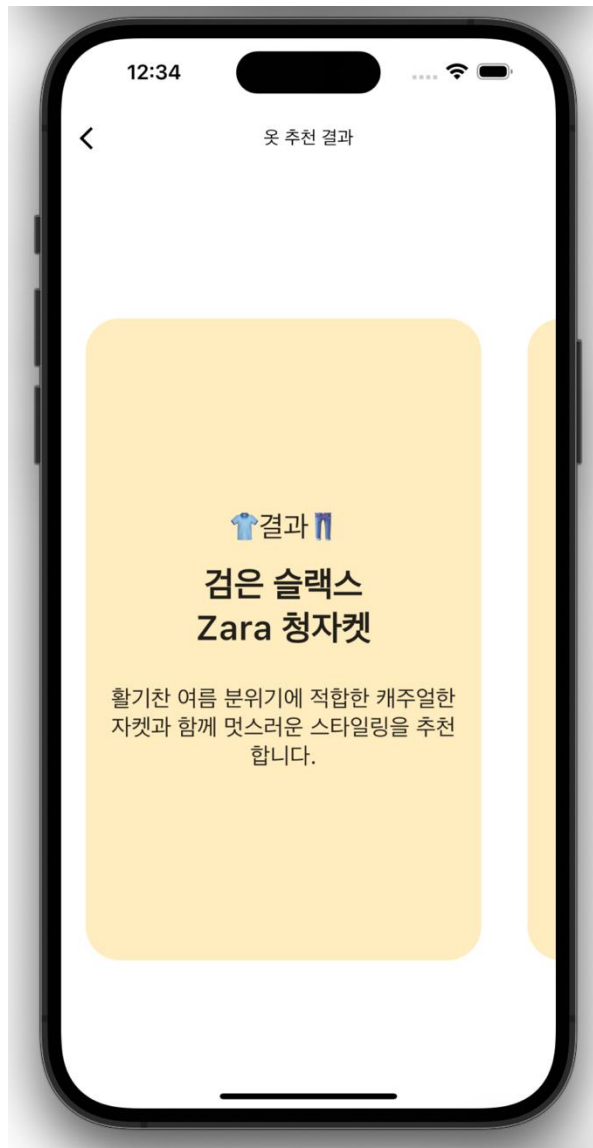 12:34
옷 추천 결과
👕결과👖
검은 슬랙스
Zara 청자켓
활기찬 여름 분위기에 적합한 캐주얼한
자켓과 함께 멋스러운 스타일링을 추천
합니다.